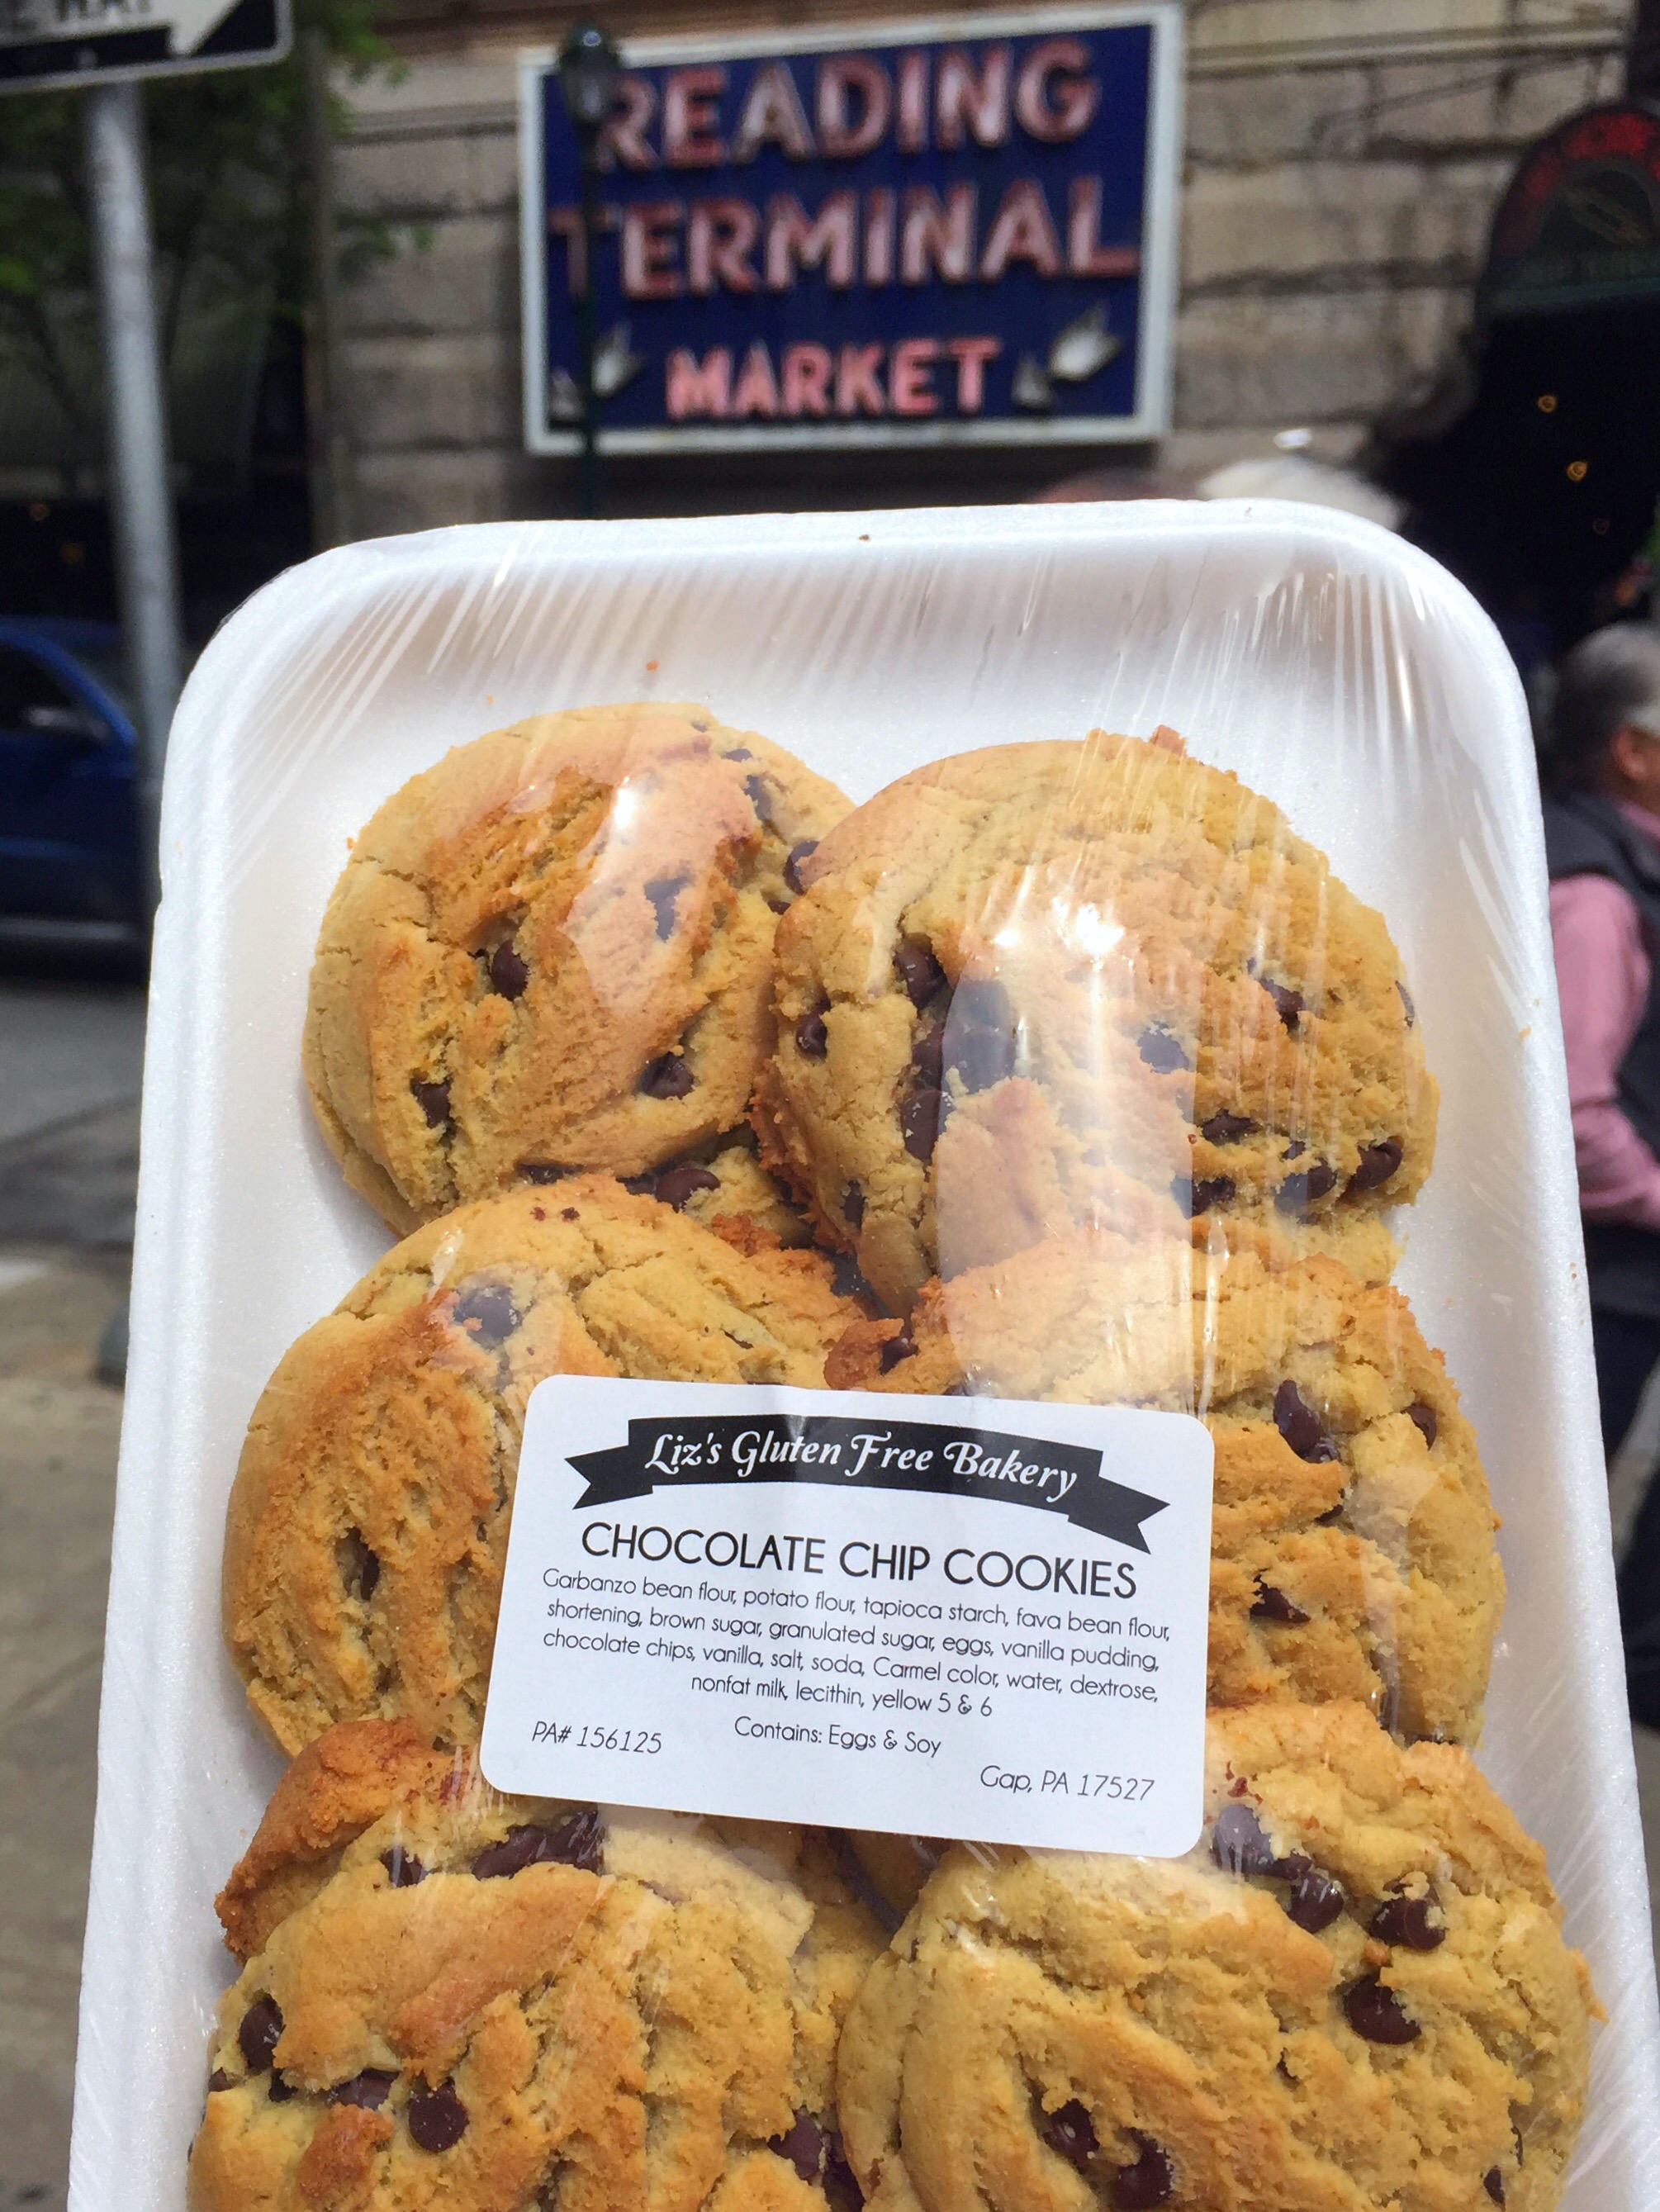 READING
TERMINAL
MARKET
Liz's Gluten Free Bakery
CHOCOLATE CHIP COOKIES
Garbanzo bean flour, potato flour, tapioca starch, fava bean flour,
shortening, brown sugar, granulated sugar, eggs, vanilla pudding,
chocolate chips, vanilla, salt, soda, Carmel color, water, dextrose,
nonfat milk, lecithin, yellow 5 & 6
Contains: Eggs & Soy
PA# 156125
Gap, PA 17527